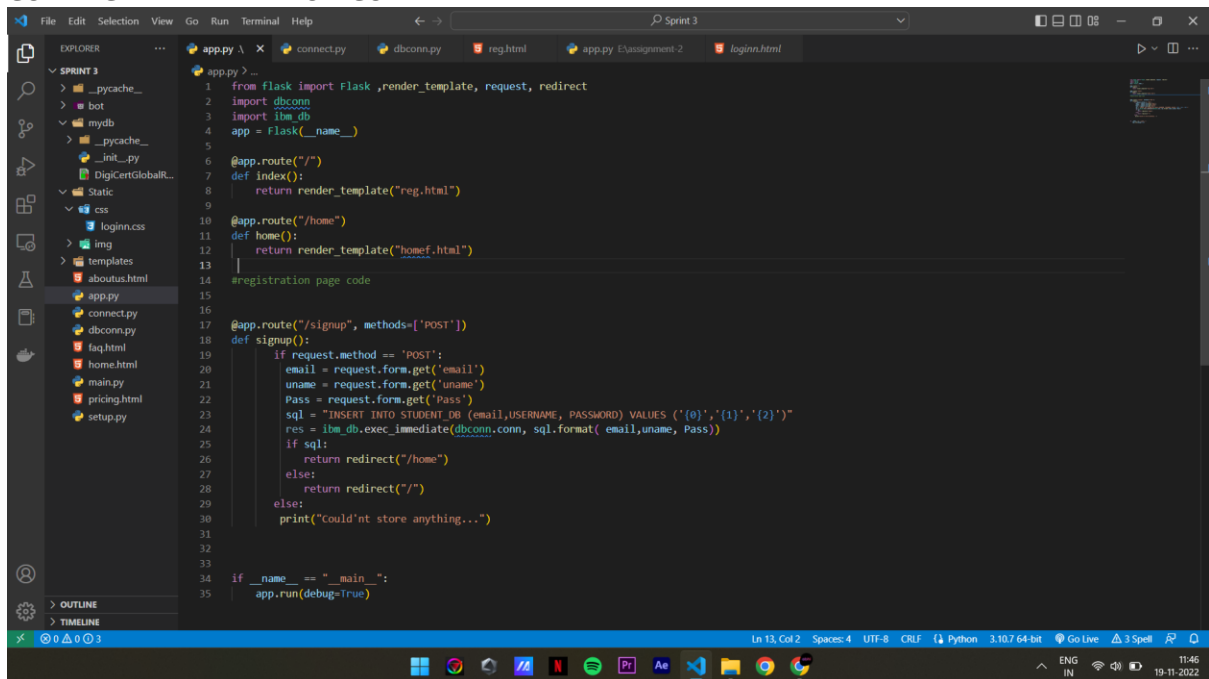 File Edit Selection View Go Run Terminal Help
Sprint 3
EXPLORER
SPRINT 3
__pycache__
bot
mydb
__pycache__
__init__.py
DigiCertGlobalR...
Static
css
loginn.css
img
templates
aboutus.html
app.py
connect.py
dbconn.py
faq.html
home.html
main.py
pricing.html
setup.py
OUTLINE
TIMELINE
app.py .\ connect.py dbconn.py reg.html app.py E:\assignment-2 loginn.html
app.py > ...
1 from flask import Flask ,render_template, request, redirect
2 import dbconn
3 import ibm_db
4 app = Flask(__name__)
5
6 @app.route("/")
7 def index():
8 return render_template("reg.html")
9
10 @app.route("/home")
11 def home():
12 return render_template("homef.html")
13
14 #registration page code
15
16
17 @app.route("/signup", methods=['POST'])
18 def signup():
19 if request.method == 'POST':
20 email = request.form.get('email')
21 uname = request.form.get('uname')
22 Pass = request.form.get('Pass')
23 sql = "INSERT INTO STUDENT_DB (email,USERNAME, PASSWORD) VALUES ('{0}','{1}','{2}')"
24 res = ibm_db.exec_immediate(dbconn.conn, sql.format( email,uname, Pass))
25 if sql:
26 return redirect("/home")
27 else:
28 return redirect("/")
29 else:
30 print("Could'nt store anything...")
31
32
33
34 if __name__ == "__main__":
35 app.run(debug=True)
0 0 3
Ln 13, Col 2 Spaces: 4 UTF-8 CRLF Python 3.10.7 64-bit Go Live 3 Spell
Pr Ae
ENG
IN
11:46
19-11-2022